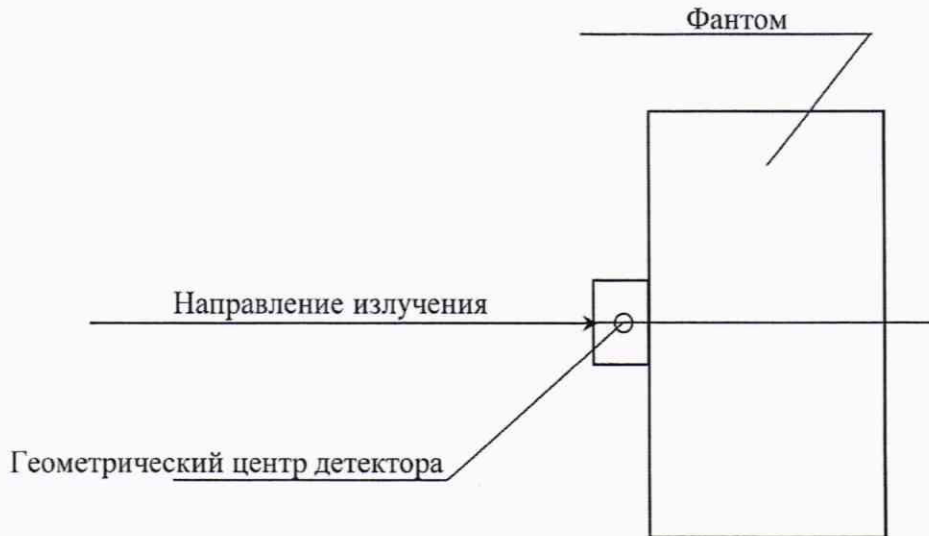 Фантом
Направление излучения
Геометрический центр детектора